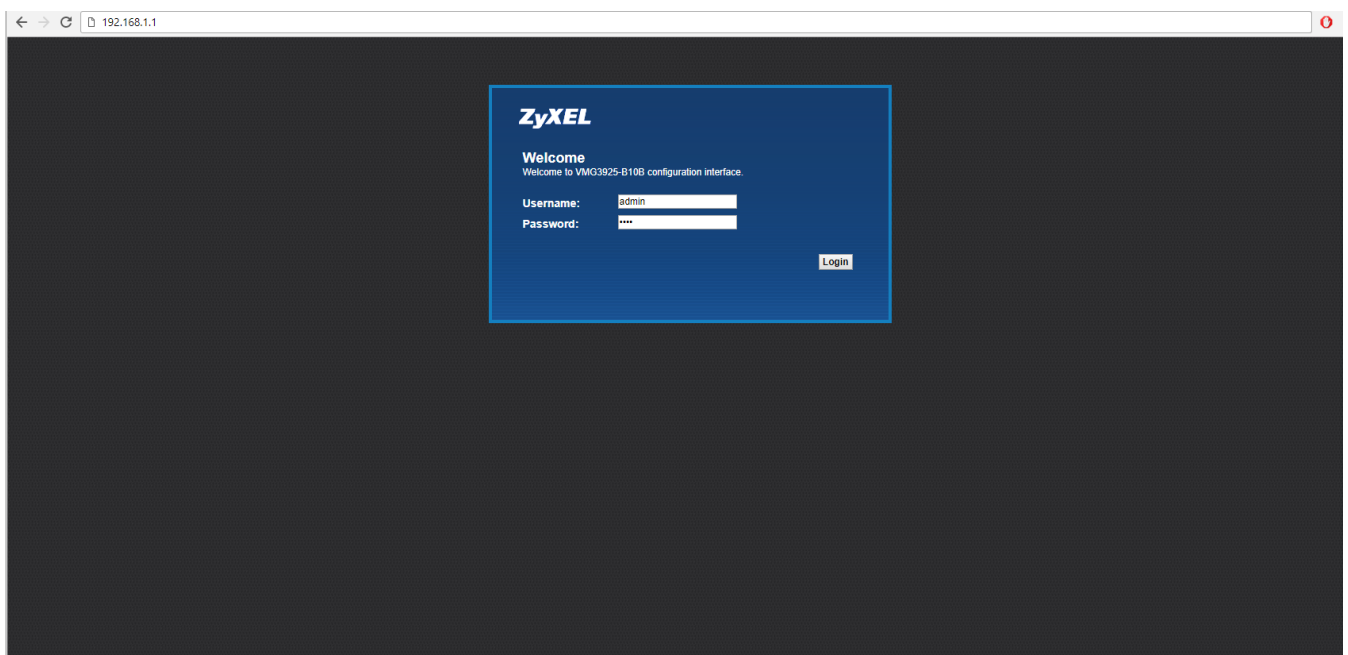 192.168.1.1
ZyXEL
Welcome
Welcome to VMG3925-B10B configuration interface.
Username: admin
Password: ••••
Login